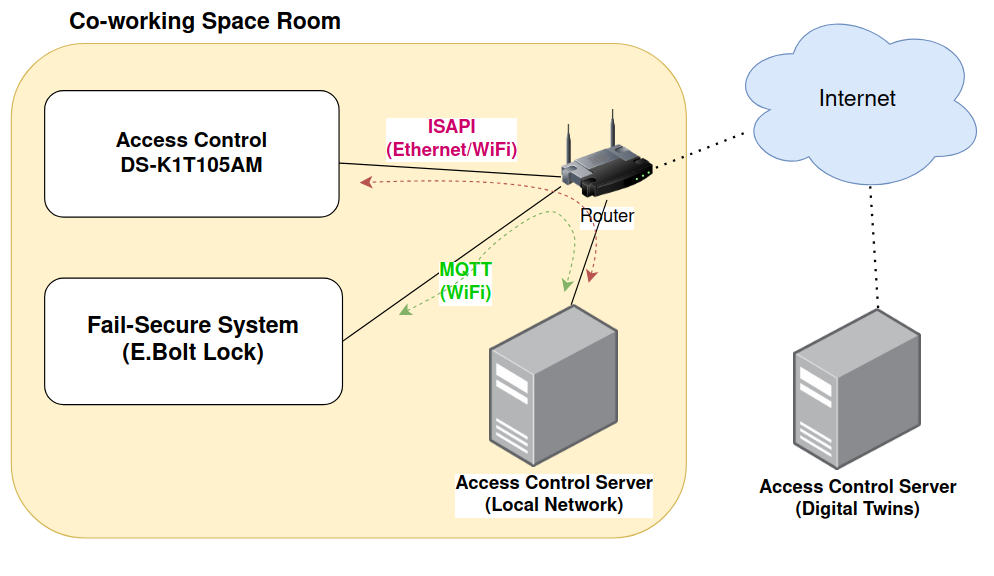 Co-working Space Room
Access Control
DS-K1T105AM
ISAPI
(Ethernet/WiFi)
Internet
Router
MQTT
(WiFi)
Fail-Secure System
(E.Bolt Lock)
Access Control Server
(Local Network)
Access Control Server
(Digital Twins)